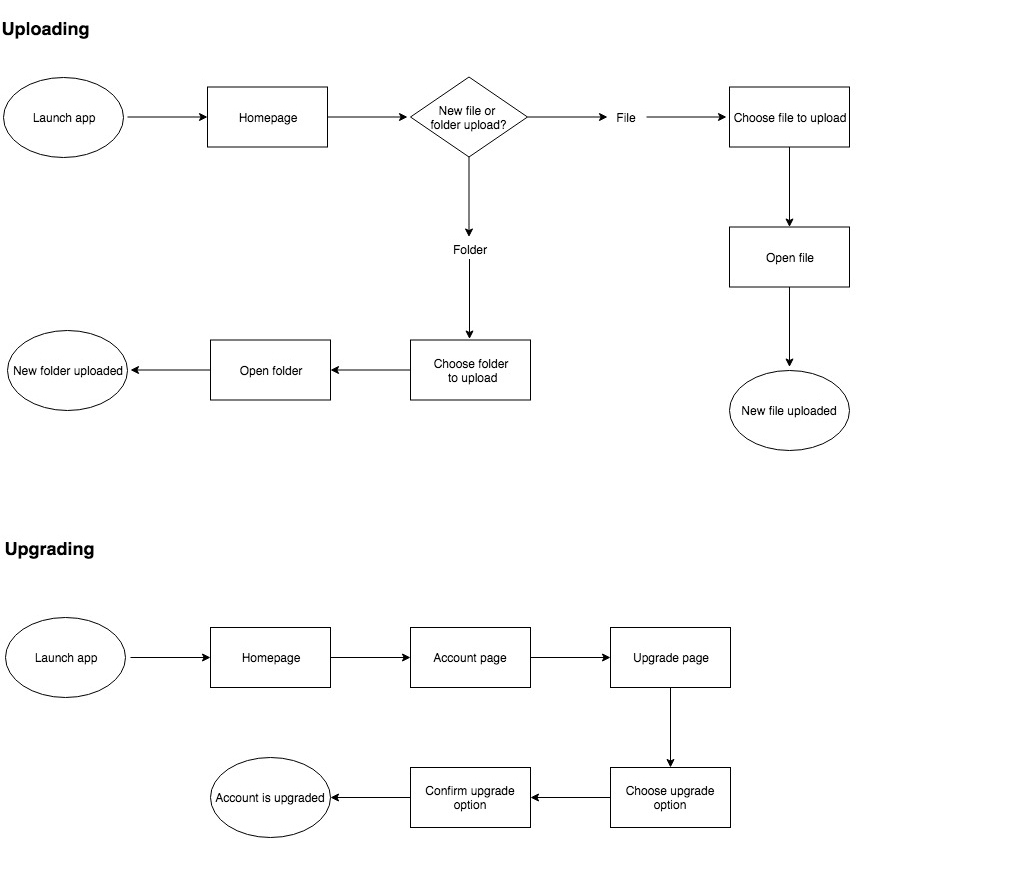 Uploading
Launch app
Homepage
New file or
folder upload?
File
Choose file to upload
Folder
Open file
New folder uploaded
Open folder
Choose folder
to upload
New file uploaded
Upgrading
Launch app
Homepage
Account page
Upgrade page
Account is upgraded
Confirm upgrade
option
Choose upgrade
option